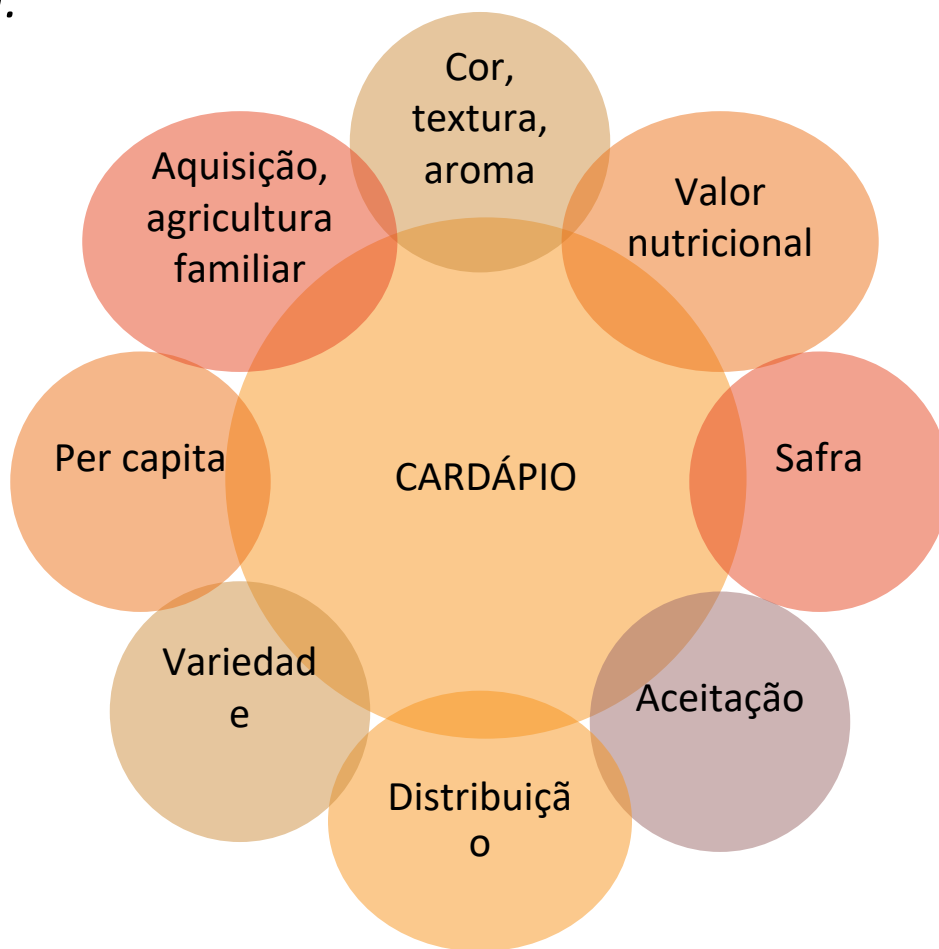 Cor,
textura,
aroma
Aquisição,
agricultura
familiar
Valor
nutricional
Per capita
CARDÁPIO
Safra
Variedad
e
Aceitação
Distribuiçã
o